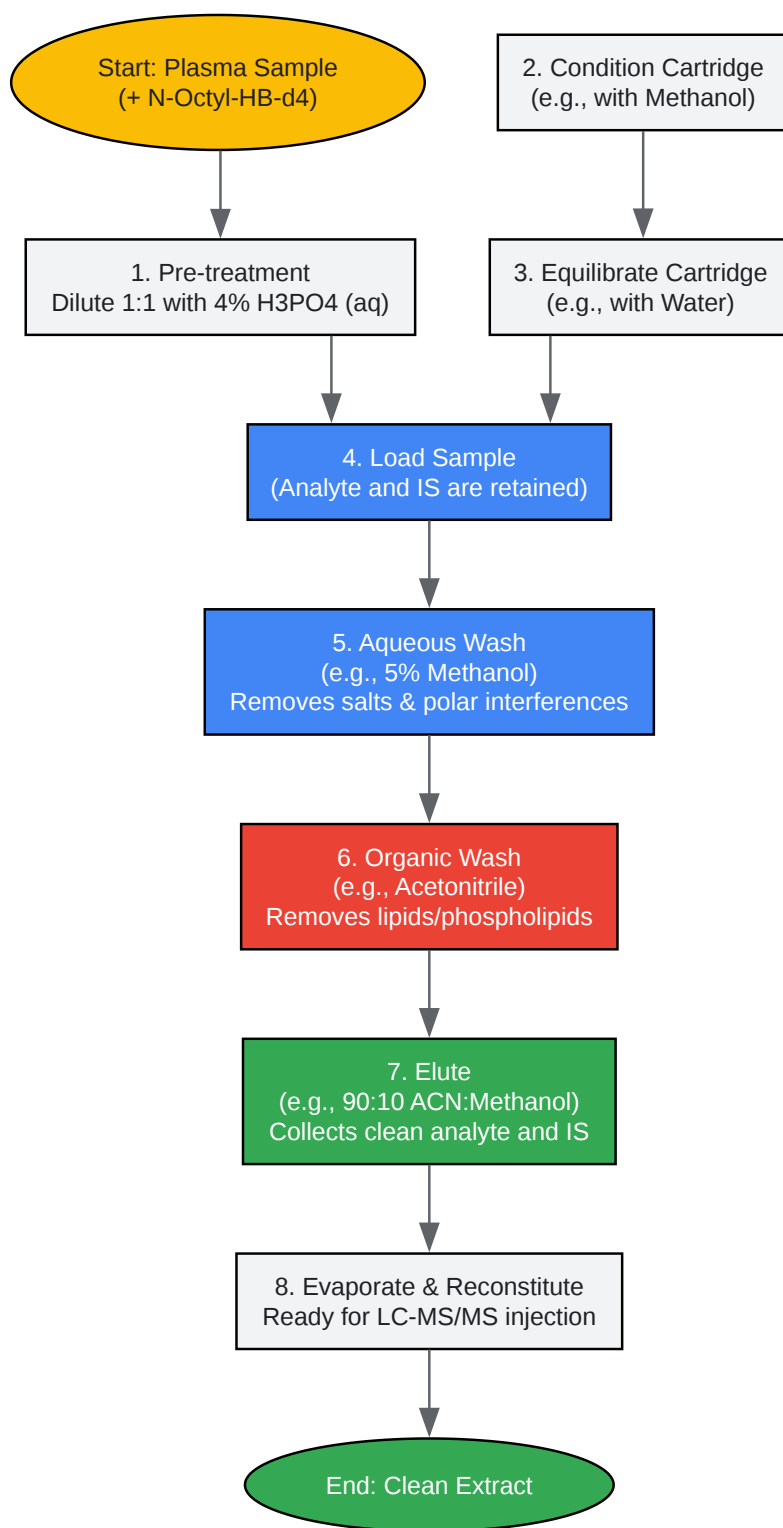 Start: Plasma Sample
(+ N-Octyl-HB-d4)
2. Condition Cartridge
(e.g., with Methanol)
1. Pre-treatment
Dilute 1:1 with 4% H3PO4 (aq)
3. Equilibrate Cartridge
(e.g., with Water)
4. Load Sample
(Analyte and IS are retained)
5. Aqueous Wash
(e.g., 5% Methanol)
Removes salts & polar interferences
6. Organic Wash
(e.g., Acetonitrile)
Removes lipids/phospholipids
7. Elute
(e.g., 90:10 ACN:Methanol)
Collects clean analyte and IS
8. Evaporate & Reconstitute
Ready for LC-MS/MS injection
End: Clean Extract